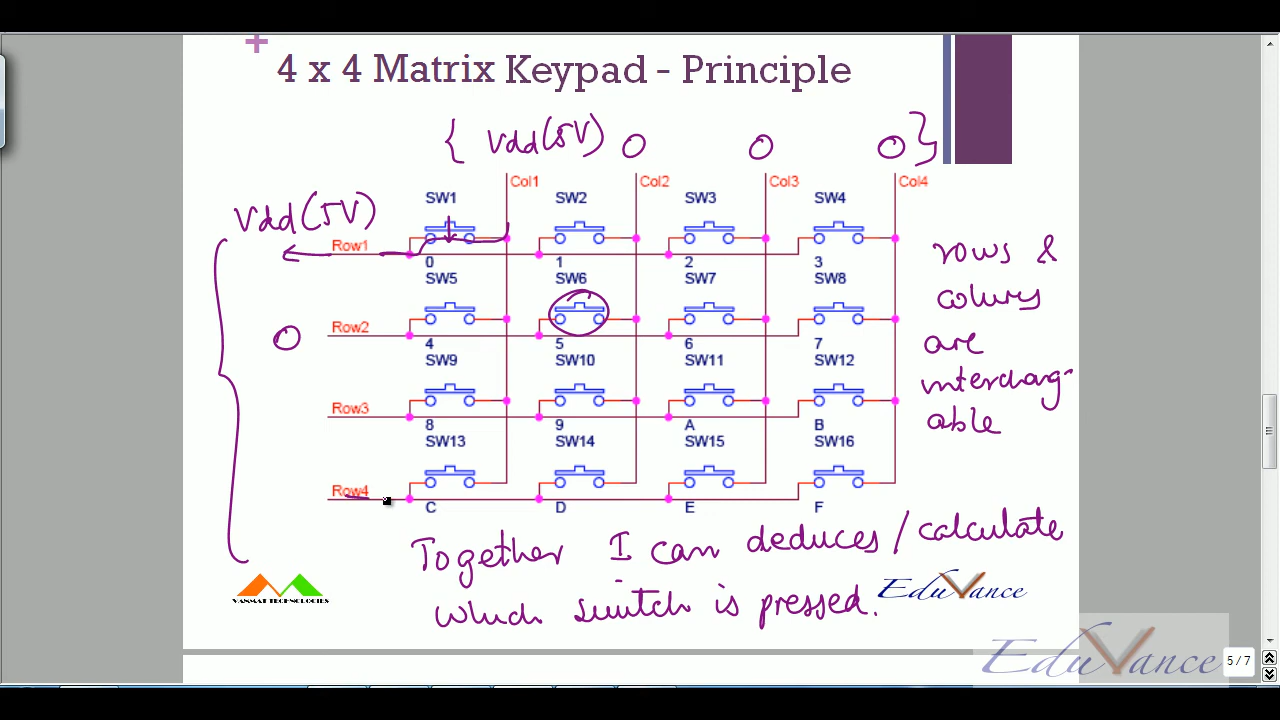 +
4 x 4 Matrix Keypad - Principle
{ Vdd(5V) 0 0 0 }
Col1 Col2 Col3 Col4
SW1 SW2 SW3 SW4
Vdd(5V)
Row1
0 1 2 3
SW5 SW6 SW7 SW8
0 Row2
4 5 6 7
SW9 SW10 SW11 SW12
Row3
8 9 A B
SW13 SW14 SW15 SW16
Row4
C D E F
rows &
colums
are
interchang-
able
Together I can deduces/calculate
which switch is pressed.
VANMAT TECHNOLOGIES
EduVance
EduVance
5/7